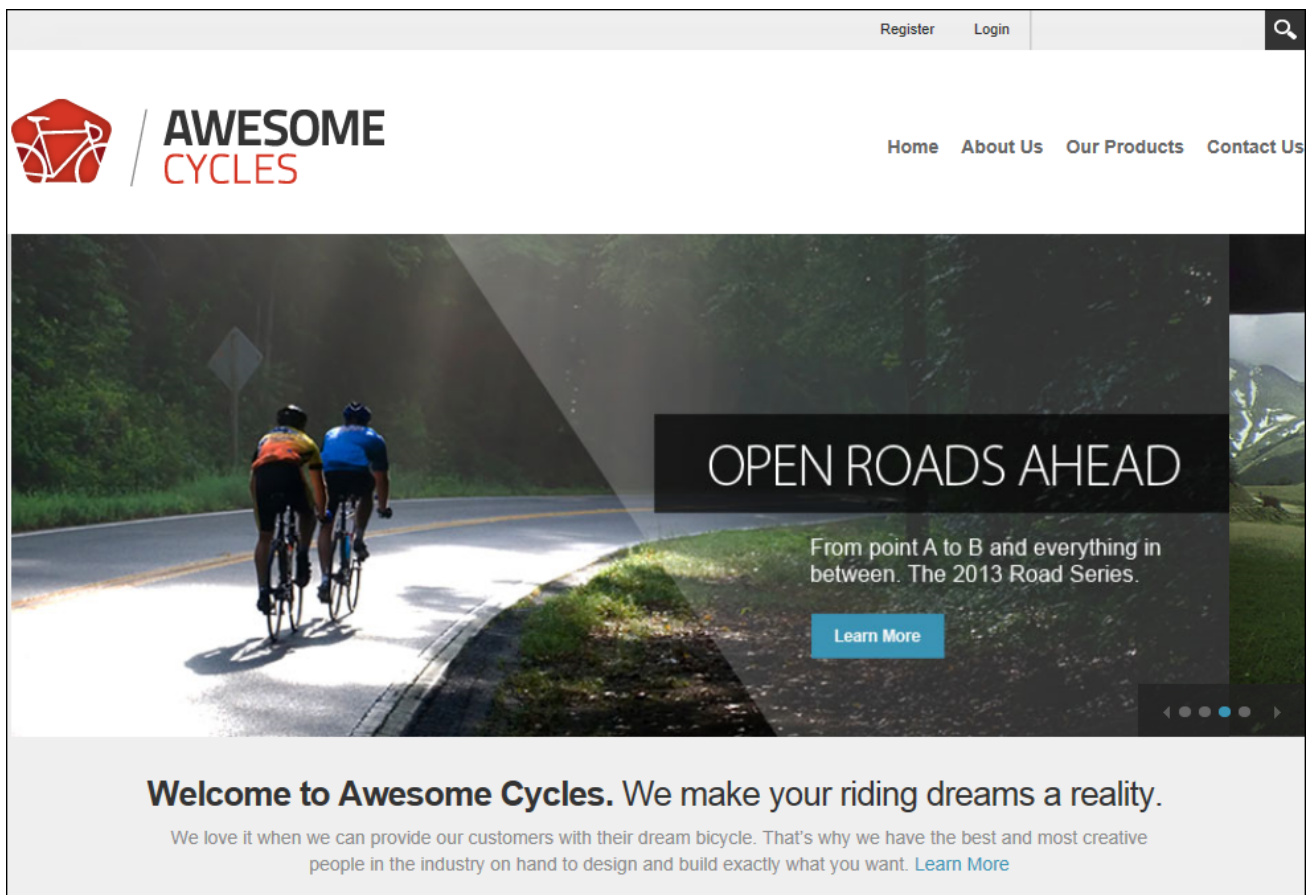 Register Login
AWESOME
CYCLES
Home About Us Our Products Contact Us
OPEN ROADS AHEAD
From point A to B and everything in
between. The 2013 Road Series.
Learn More
Welcome to Awesome Cycles. We make your riding dreams a reality.
We love it when we can provide our customers with their dream bicycle. That's why we have the best and most creative
people in the industry on hand to design and build exactly what you want. Learn More